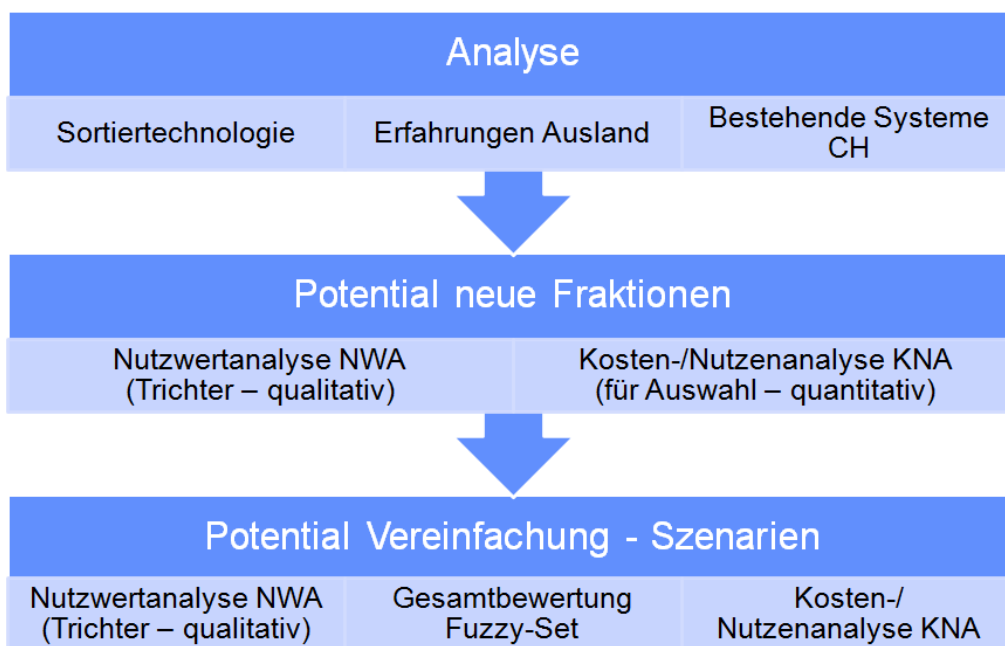 Analyse
Sortiertechnologie
Erfahrungen Ausland
Bestehende Systeme
CH
Potential neue Fraktionen
Nutzwertanalyse NWA
(Trichter – qualitativ)
Kosten-/Nutzenanalyse KNA
(für Auswahl – quantitativ)
Potential Vereinfachung - Szenarien
Nutzwertanalyse NWA
(Trichter – qualitativ)
Gesamtbewertung
Fuzzy-Set
Kosten-/
Nutzenanalyse KNA